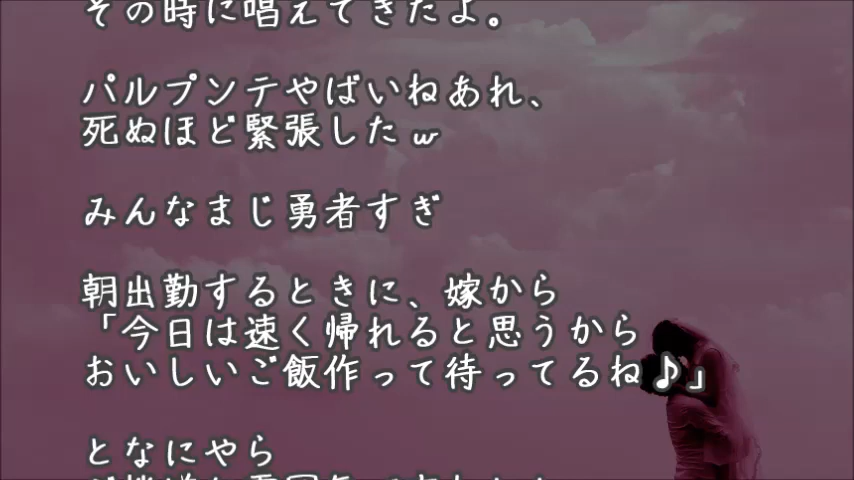 その時に唱えてきたよ。
パルプンテやばいねあれ、
死ぬほど緊張したｗ
みんなまじ勇者すぎ
朝出勤するときに、嫁から
「今日は速く帰れると思うから
おいしいご飯作って待ってるね♪」
となにやら